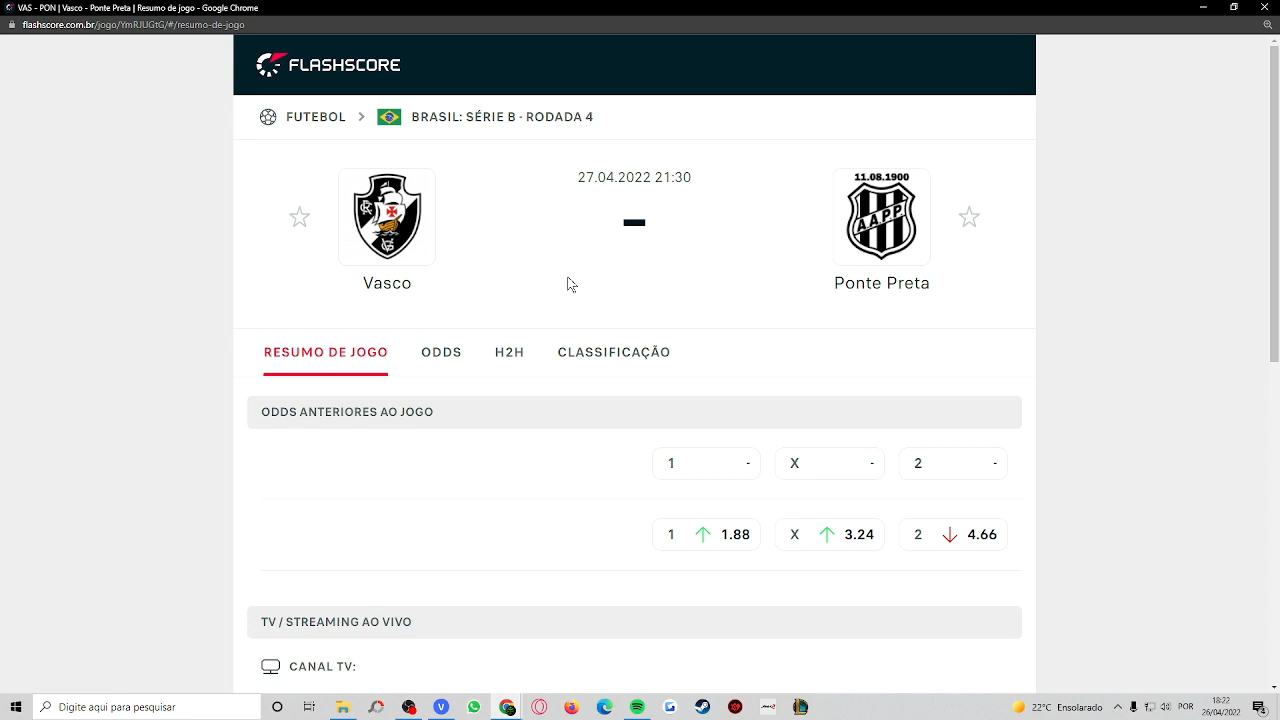 VAS - PON | Vasco - Ponte Preta | Resumo de jogo - Google Chrome
flashscore.com.br/jogo/YmRJUGtG/#/resumo-de-jogo
FLASHSCORE
FUTEBOL > BRASIL: SÉRIE B - RODADA 4
27.04.2022 21:30
11.08.1900
AAPP
-
Vasco
Ponte Preta
RESUMO DE JOGO ODDS H2H CLASSIFICAÇÃO
ODDS ANTERIORES AO JOGO
1 - X - 2 -
1 1.88 X 3.24 2 4.66
TV / STREAMING AO VIVO
CANAL TV:
Digite aqui para pesquisar
22°C Ensolarado
POR
18:22
26/04/2022